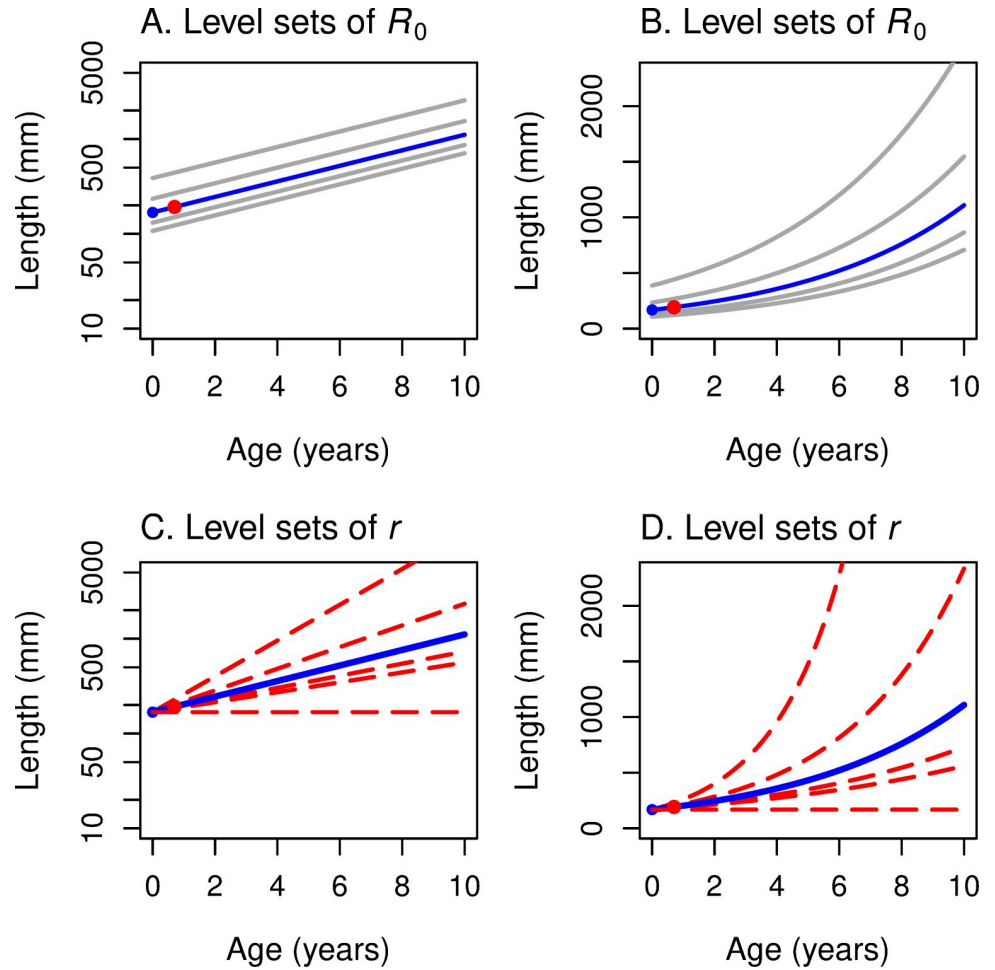 A. Level sets of R₀
Length (mm)
5000
500
50
10
0 2 4 6 8 10
Age (years)
B. Level sets of R₀
Length (mm)
2000
1000
0
0 2 4 6 8 10
Age (years)
C. Level sets of r
Length (mm)
5000
500
50
10
0 2 4 6 8 10
Age (years)
D. Level sets of r
Length (mm)
2000
1000
0
0 2 4 6 8 10
Age (years)